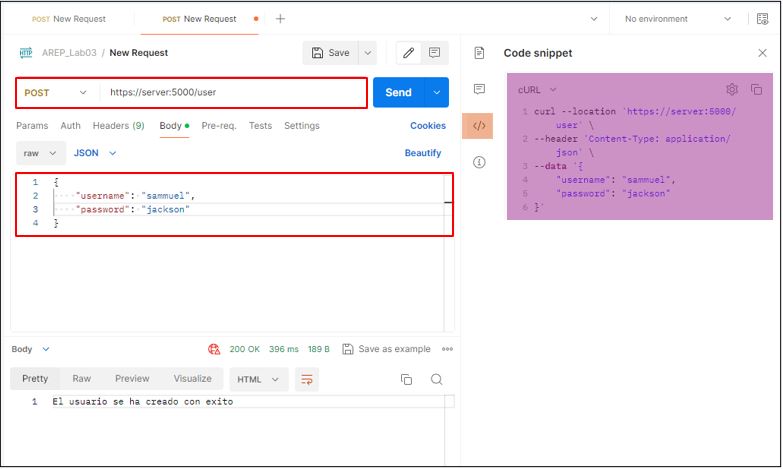 POST New Request
POST New Request
No environment
HTTP AREP_Lab03 / New Request
Save
Code snippet
POST https://server:5000/user
Send
Params Auth Headers (9) Body Pre-req. Tests Settings Cookies
raw JSON Beautify
1 {
2 "username": "sammuel",
3 "password": "jackson"
4 }
cURL
1 curl --location 'https://server:5000/
user' \
2 --header 'Content-Type: application/
json' \
3 --data '{
4 "username": "sammuel",
5 "password": "jackson"
6 }'
Body 200 OK 396 ms 189 B Save as example
Pretty Raw Preview Visualize HTML
1 El usuario se ha creado con exito